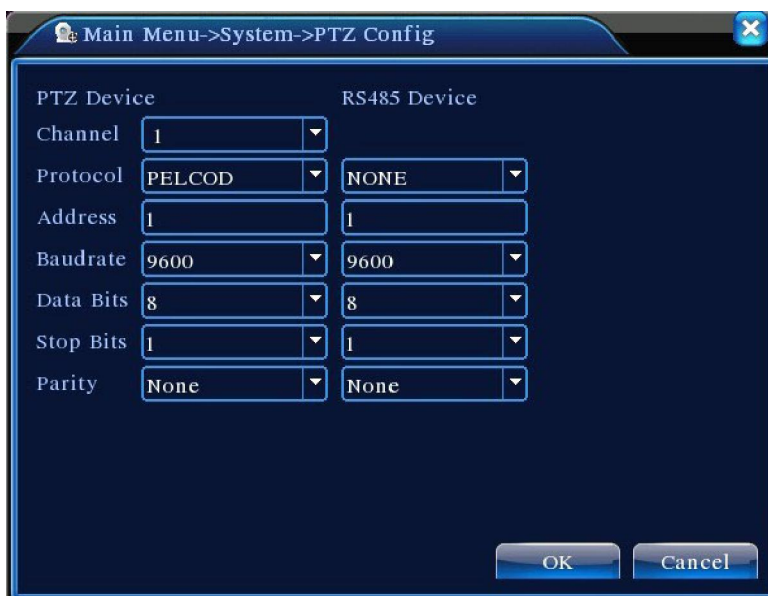 Main Menu->System->PTZ Config
PTZ Device RS485 Device
Channel 1
Protocol PELCOD NONE
Address 1 1
Baudrate 9600 9600
Data Bits 8 8
Stop Bits 1 1
Parity None None
OK Cancel